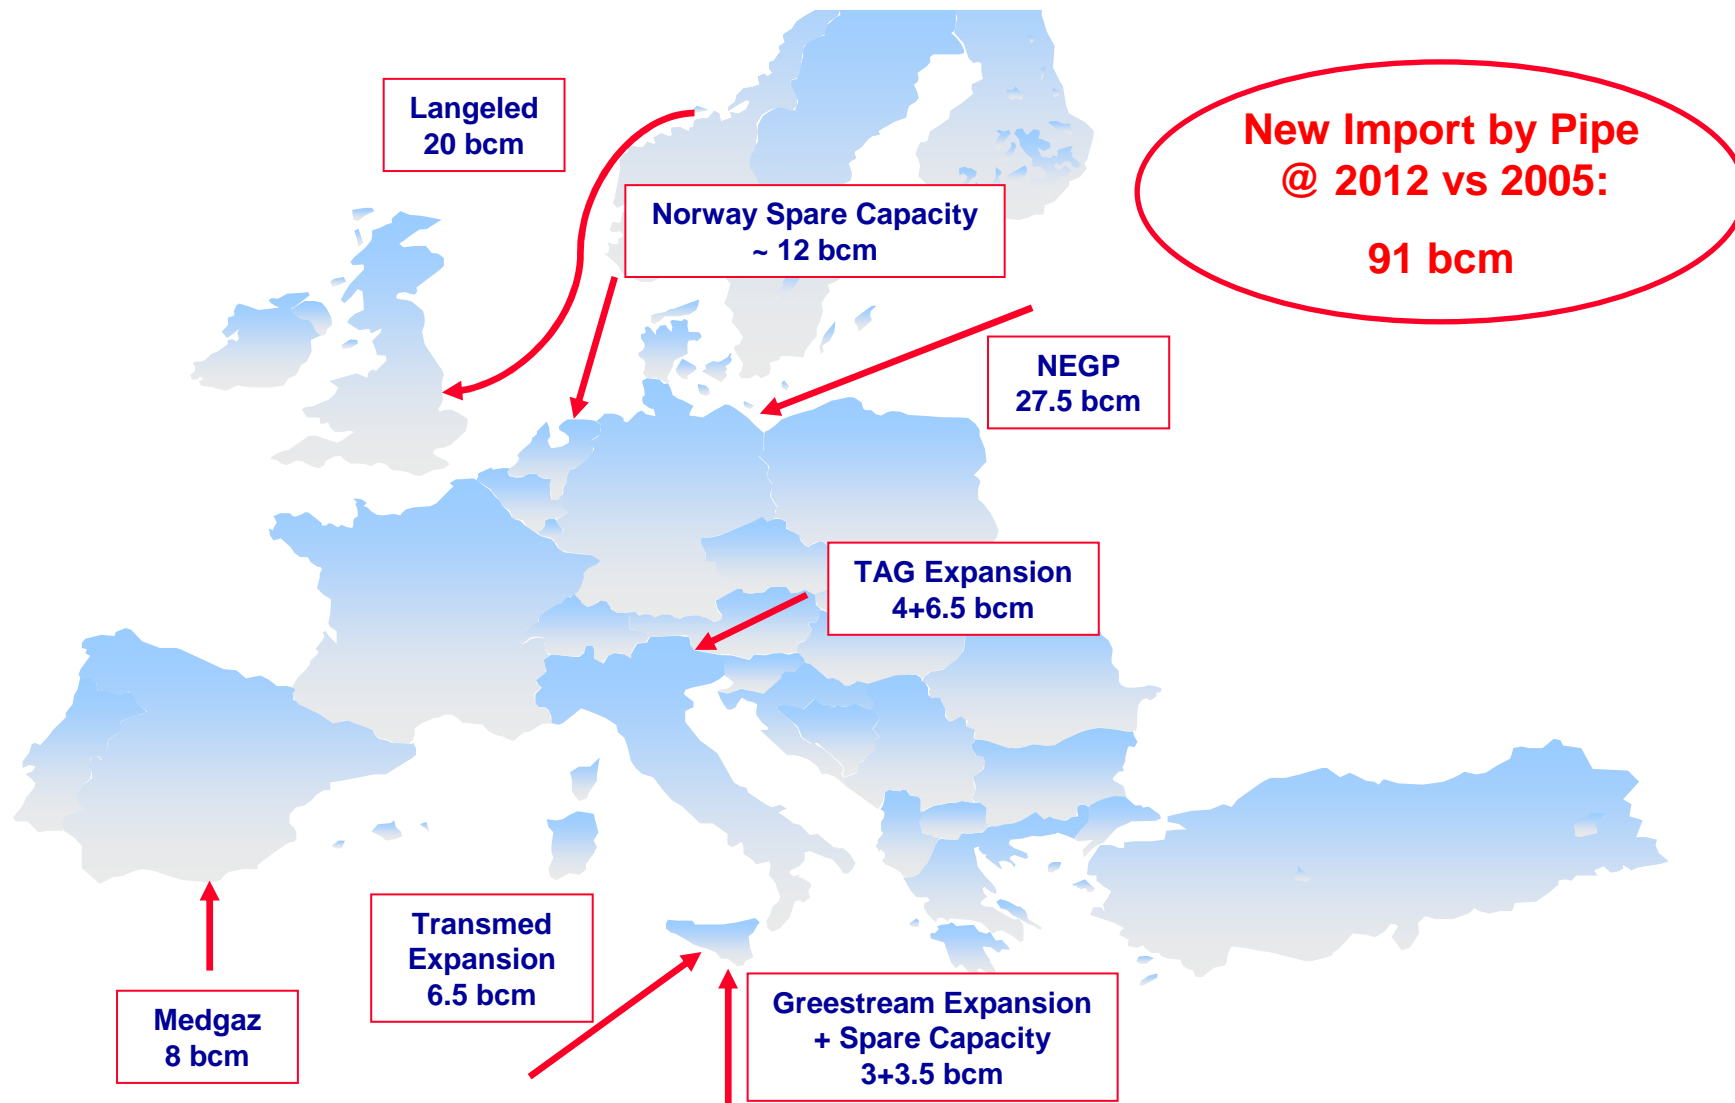 Langeled
20 bcm
New Import by Pipe
@ 2012 vs 2005:
91 bcm
Norway Spare Capacity
~ 12 bcm
NEGP
27.5 bcm
TAG Expansion
4+6.5 bcm
Transmed
Expansion
6.5 bcm
Greestream Expansion
+ Spare Capacity
3+3.5 bcm
Medgaz
8 bcm